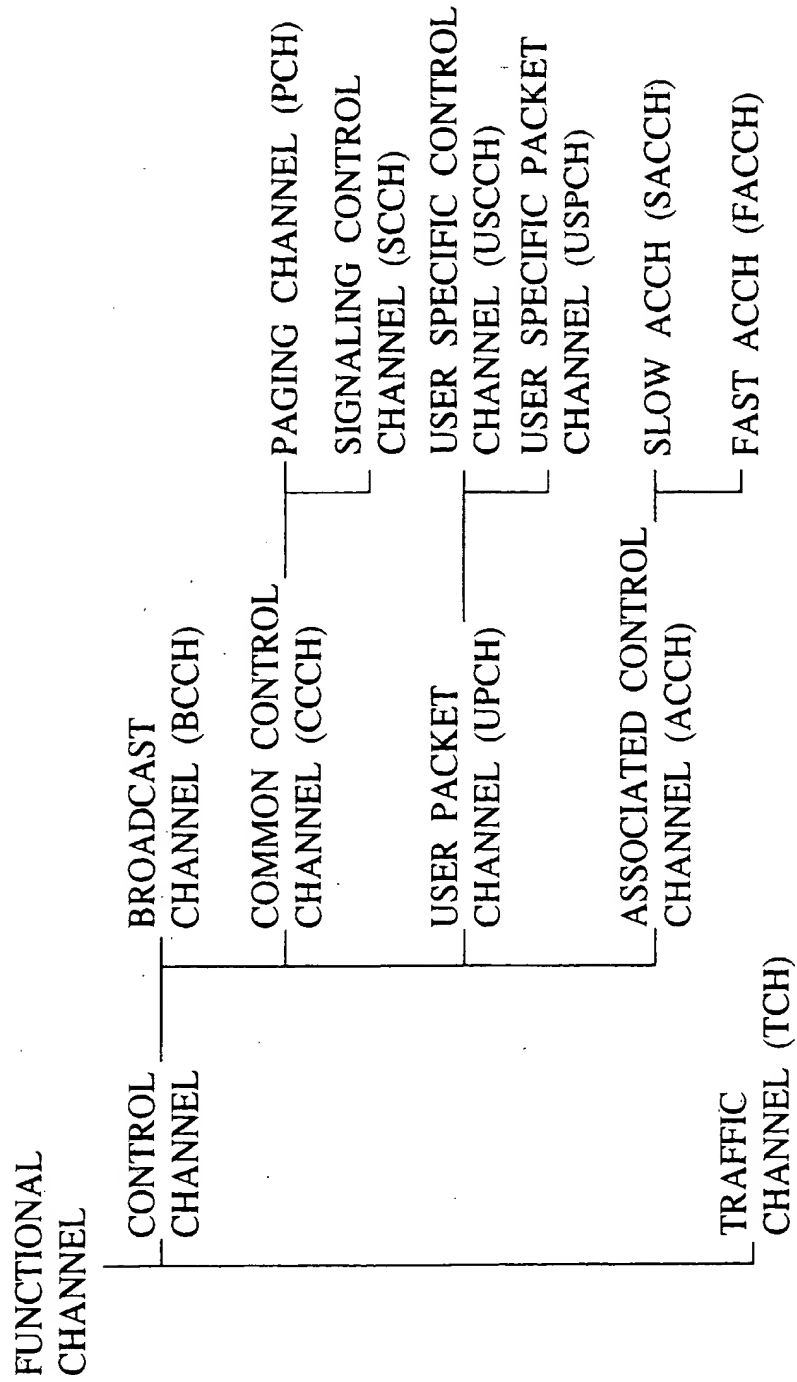 FUNCTIONAL
CHANNEL
CONTROL
CHANNEL
BROADCAST
CHANNEL (BCCH)
COMMON CONTROL
CHANNEL (CCCH)
PAGING CHANNEL (PCH)
SIGNALING CONTROL
CHANNEL (SCCH)
USER PACKET
CHANNEL (UPCH)
USER SPECIFIC CONTROL
CHANNEL (USCCH)
USER SPECIFIC PACKET
CHANNEL (USPCH)
ASSOCIATED CONTROL
CHANNEL (ACCH)
SLOW ACCH (SACCH)
FAST ACCH (FACCH)
TRAFFIC
CHANNEL (TCH)